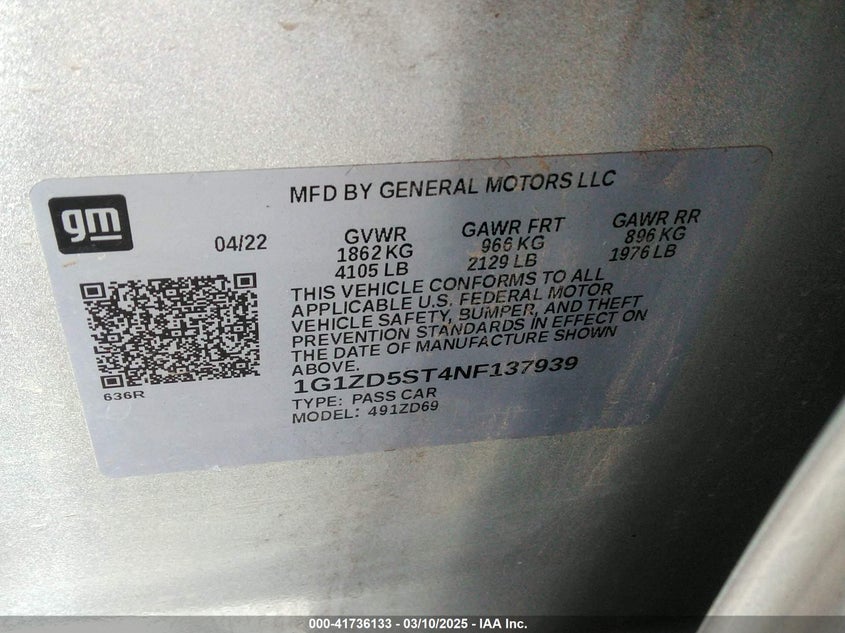 MFD BY GENERAL MOTORS LLC
gm
04/22
GVWR
1862 KG
4105 LB
GAWR FRT
966 KG
2129 LB
GAWR RR
896 KG
1976 LB
THIS VEHICLE CONFORMS TO ALL
APPLICABLE U.S. FEDERAL MOTOR
VEHICLE SAFETY, BUMPER, AND THEFT
PREVENTION STANDARDS IN EFFECT ON
THE DATE OF MANUFACTURE SHOWN
ABOVE.
1G1ZD5ST4NF137939
TYPE: PASS CAR
MODEL: 491ZD69
636R
000-41736133 — 03/10/2025 — IAA Inc.